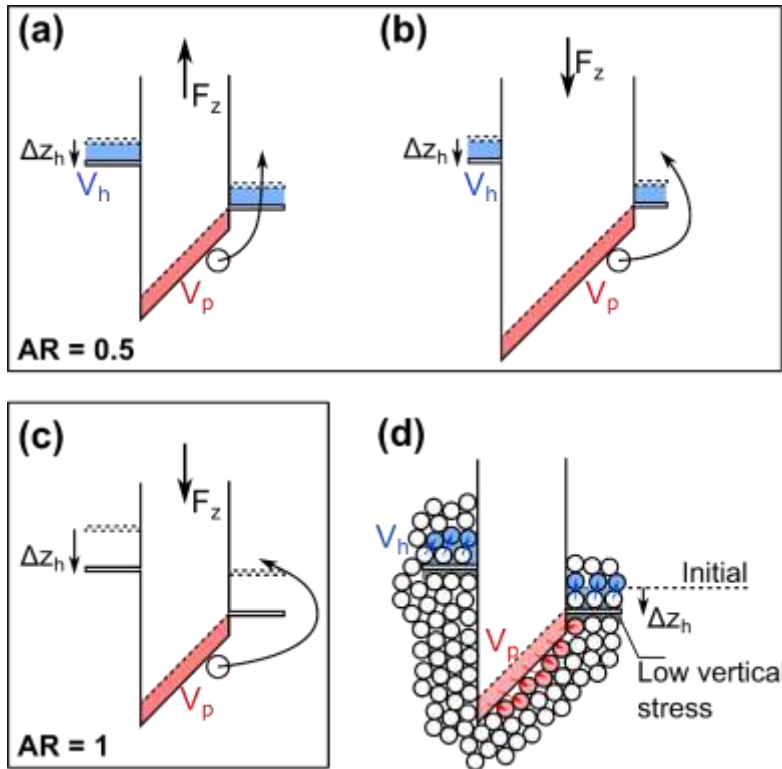 (a)
F_z
Δz_h
V_h
V_p
AR = 0.5
(b)
F_z
Δz_h
V_h
V_p
(c)
F_z
Δz_h
V_p
AR = 1
(d)
V_h
Initial
Δz_h
V_p
Low vertical
stress